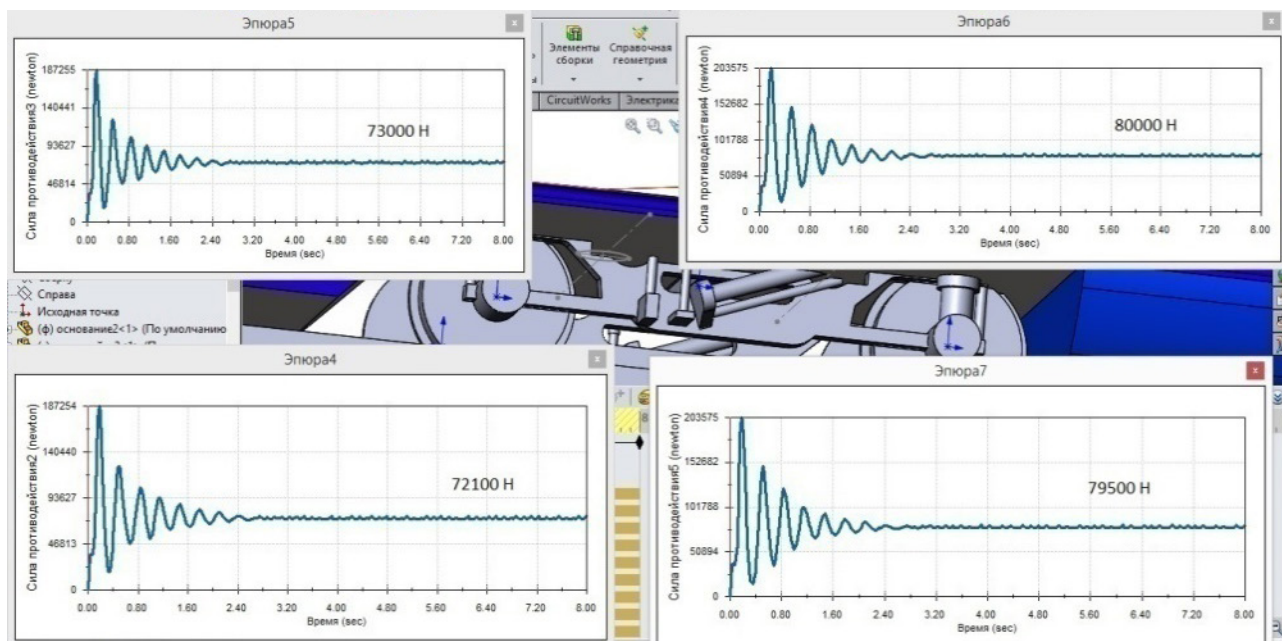 Эпюра5
x
Сила противодействия3 (newton)
187255
140441
93627
46814
0
73000 Н
0.00 0.80 1.60 2.40 3.20 4.00 4.80 5.60 6.40 7.20 8.00
Время (sec)
Элементы сборки
Справочная геометрия
CircuitWorks
Электрика
Эпюра6
x
Сила противодействия4 (newton)
203575
152682
101788
50894
0
80000 Н
0.00 0.80 1.60 2.40 3.20 4.00 4.80 5.60 6.40 7.20 8.00
Время (sec)
Справа
Исходная точка
(ф) основание2<1> (По умолчанию
Эпюра4
x
Сила противодействия2 (newton)
187254
140440
93627
46813
0
72100 Н
0.00 0.80 1.60 2.40 3.20 4.00 4.80 5.60 6.40 7.20 8.00
Время (sec)
8
Эпюра7
x
Сила противодействия5 (newton)
203575
152682
101788
50894
0
79500 Н
0.00 0.80 1.60 2.40 3.20 4.00 4.80 5.60 6.40 7.20 8.00
Время (sec)